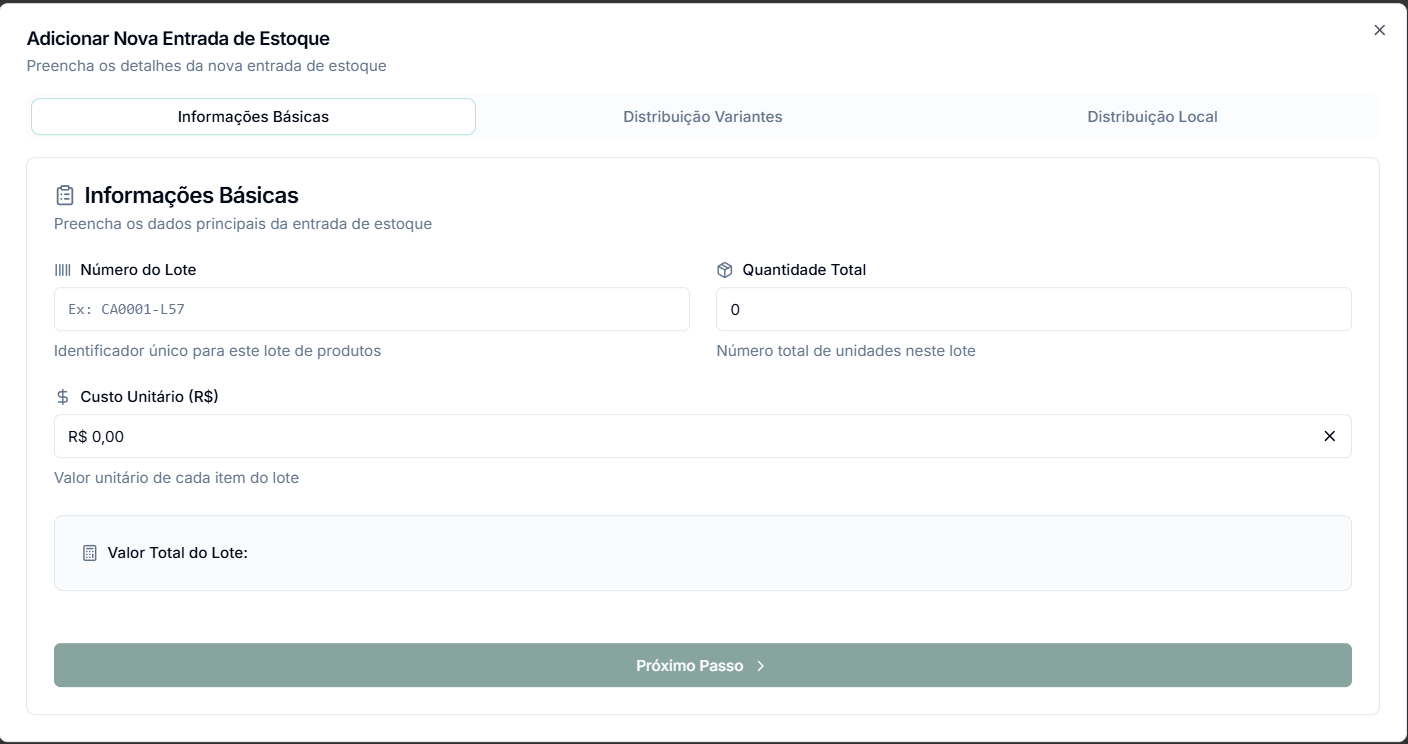 Adicionar Nova Entrada de Estoque
Preencha os detalhes da nova entrada de estoque
Informações Básicas
Distribuição Variantes
Distribuição Local
Informações Básicas
Preencha os dados principais da entrada de estoque
Número do Lote
Quantidade Total
Ex: CA0001-L57
0
Identificador único para este lote de produtos
Número total de unidades neste lote
Custo Unitário (R$)
R$ 0,00
Valor unitário de cada item do lote
Valor Total do Lote:
Próximo Passo